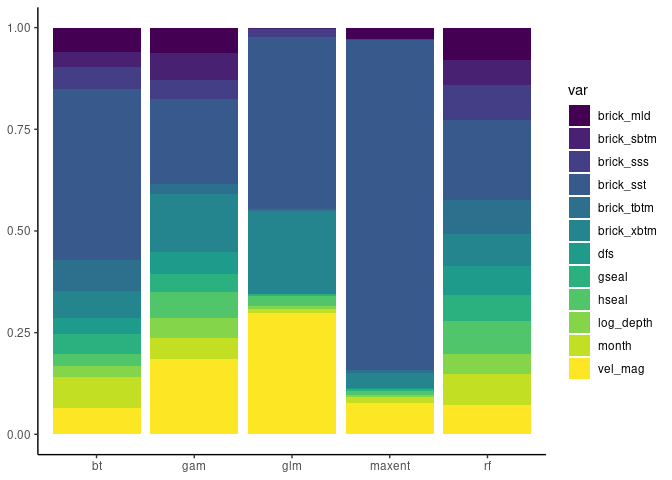 1.00
0.75
0.50
0.25
0.00
bt gam glm maxent rf
var
brick_mld
brick_sbtm
brick_sss
brick_sst
brick_tbtm
brick_xbtm
dfs
gseal
hseal
log_depth
month
vel_mag